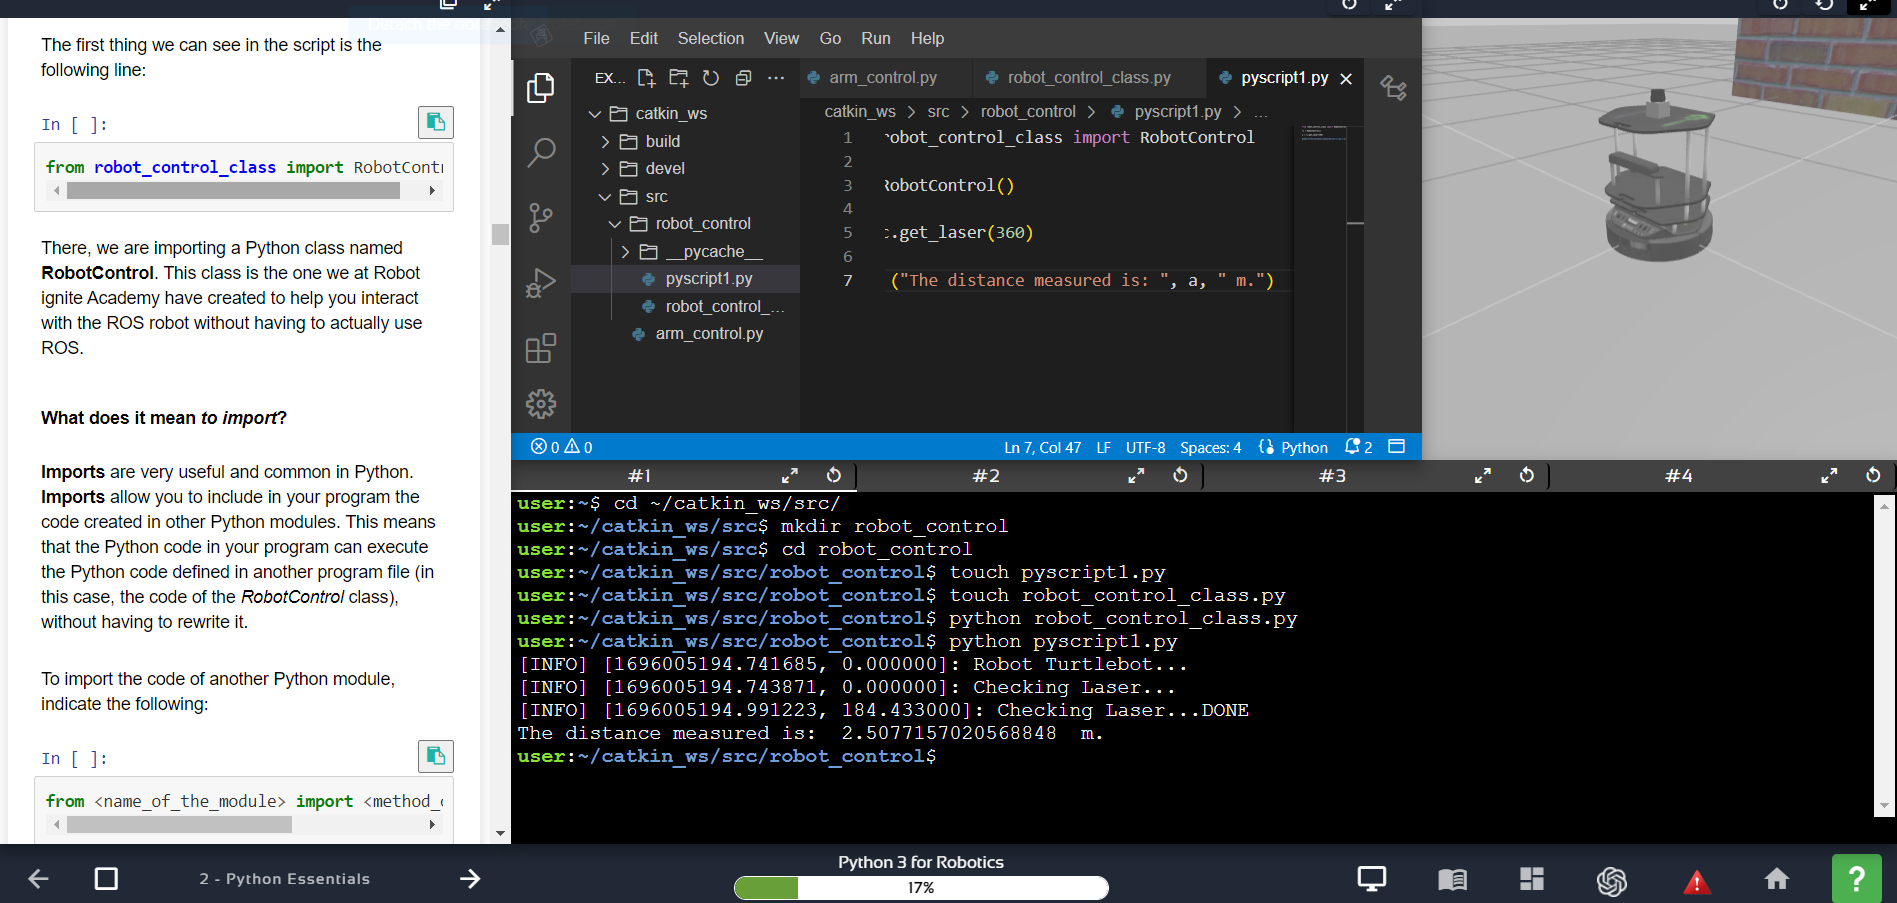 The first thing we can see in the script is the
following line:
In [ ]:
from robot_control_class import RobotContr
There, we are importing a Python class named
RobotControl. This class is the one we at Robot
ignite Academy have created to help you interact
with the ROS robot without having to actually use
ROS.
What does it mean to import?
Imports are very useful and common in Python.
Imports allow you to include in your program the
code created in other Python modules. This means
that the Python code in your program can execute
the Python code defined in another program file (in
this case, the code of the RobotControl class),
without having to rewrite it.
To import the code of another Python module,
indicate the following:
In [ ]:
from <name_of_the_module> import <method_
File Edit Selection View Go Run Help
EX...
catkin_ws
build
devel
src
robot_control
__pycache__
pyscript1.py
robot_control_...
arm_control.py
arm_control.py robot_control_class.py pyscript1.py
catkin_ws > src > robot_control > pyscript1.py > ...
1 robot_control_class import RobotControl
2
3 RobotControl()
4
5 .get_laser(360)
6
7 ("The distance measured is: ", a, " m.")
0 0 Ln 7, Col 47 LF UTF-8 Spaces: 4 Python 2
#1 #2 #3 #4
user:~$ cd ~/catkin_ws/src/
user:~/catkin_ws/src$ mkdir robot_control
user:~/catkin_ws/src$ cd robot_control
user:~/catkin_ws/src/robot_control$ touch pyscript1.py
user:~/catkin_ws/src/robot_control$ touch robot_control_class.py
user:~/catkin_ws/src/robot_control$ python robot_control_class.py
user:~/catkin_ws/src/robot_control$ python pyscript1.py
[INFO] [1696005194.741685, 0.000000]: Robot Turtlebot...
[INFO] [1696005194.743871, 0.000000]: Checking Laser...
[INFO] [1696005194.991223, 184.433000]: Checking Laser...DONE
The distance measured is:  2.5077157020568848  m.
user:~/catkin_ws/src/robot_control$
2 - Python Essentials
Python 3 for Robotics
17%
?